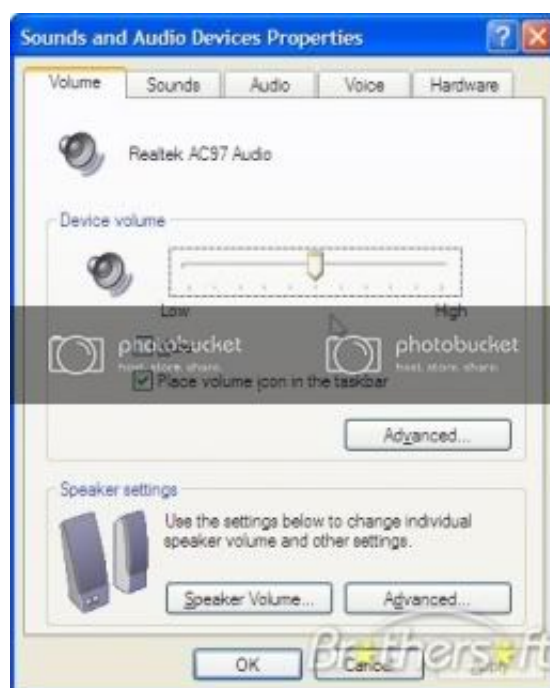 Sounds and Audio Devices Properties
Volume Sounds Audio Voice Hardware
Realtek AC97 Audio
Device volume
Low High
photobucket photobucket
host. store. share. host. store. share.
Place volume icon in the taskbar
Advanced...
Speaker settings
Use the settings below to change individual
speaker volume and other settings.
Speaker Volume... Advanced...
Brothersoft
OK Cancel Apply